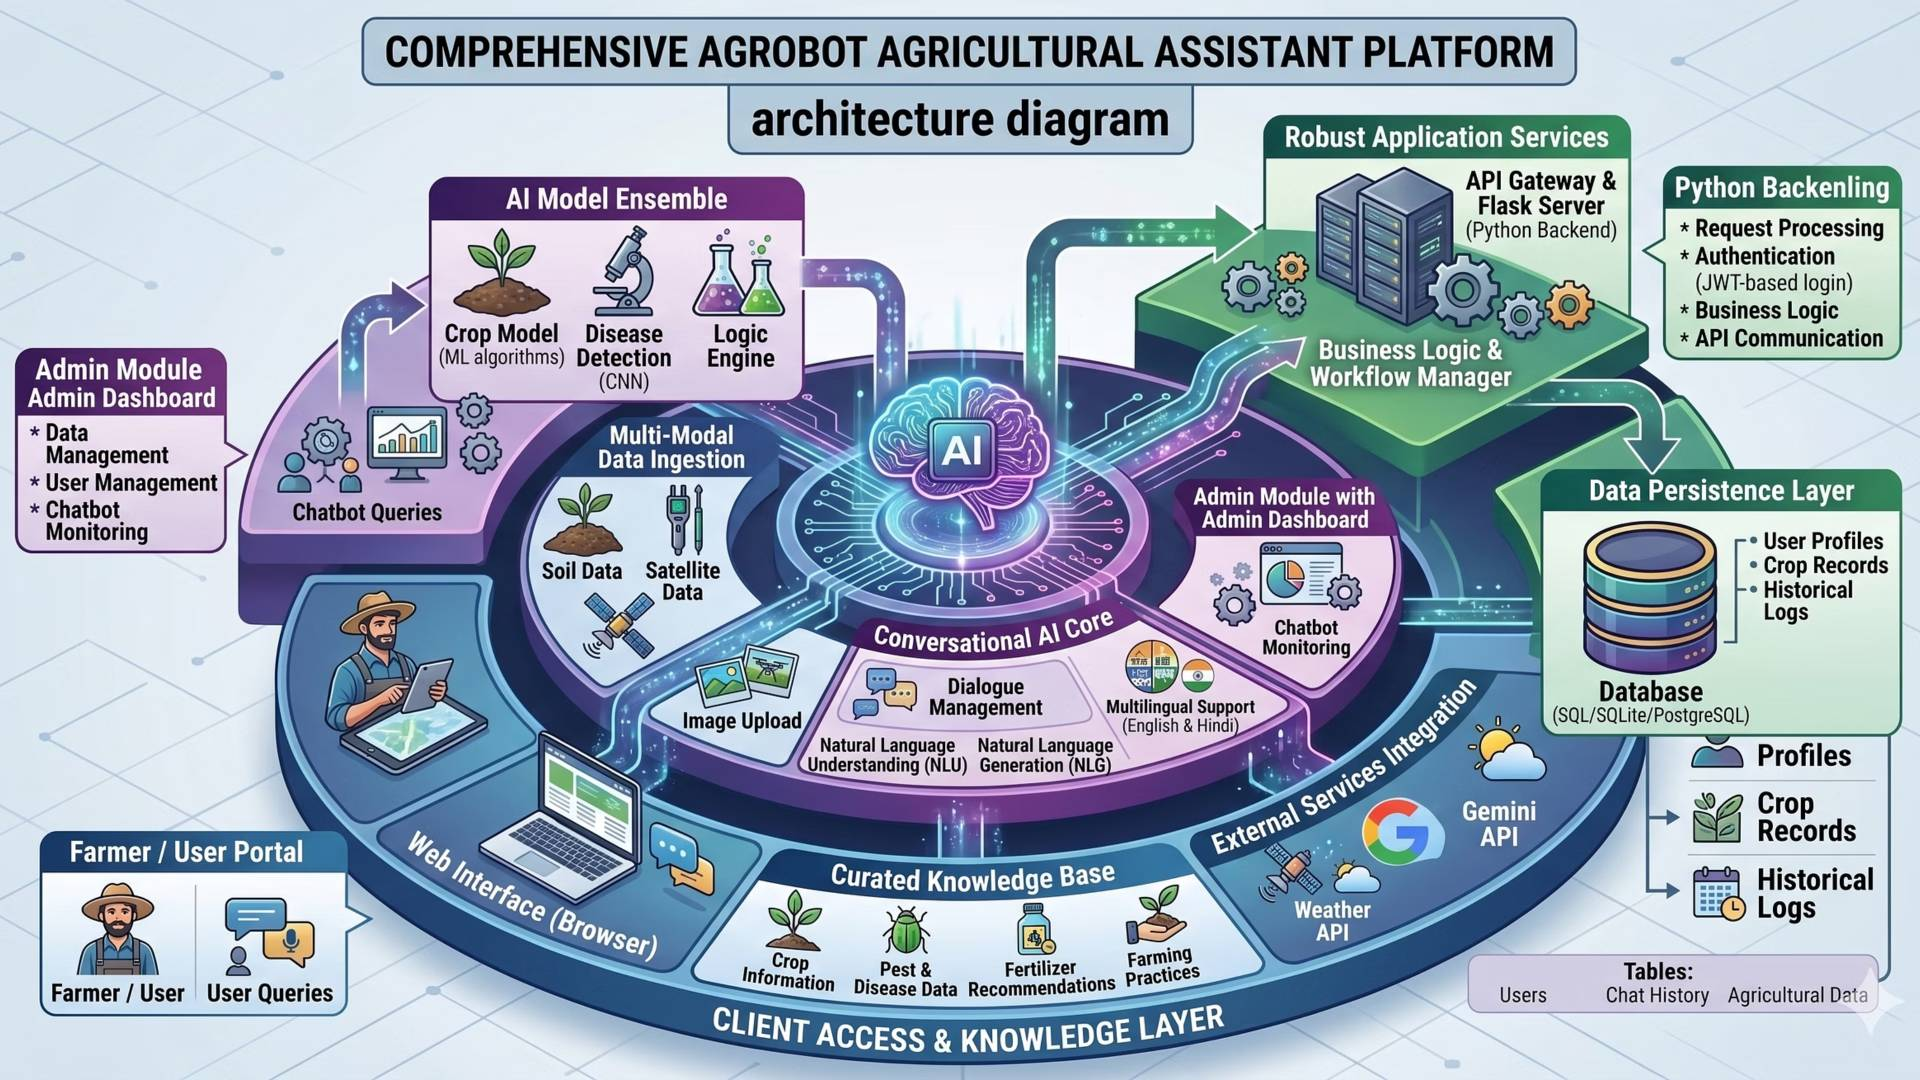 COMPREHENSIVE AGROBOT AGRICULTURAL ASSISTANT PLATFORM
architecture diagram
AI Model Ensemble
Crop Model
(ML algorithms)
Disease
Detection
(CNN)
Logic
Engine
Robust Application Services
API Gateway &
Flask Server
(Python Backend)
Business Logic &
Workflow Manager
Python Backenling
* Request Processing
* Authentication
(JWT-based login)
* Business Logic
* API Communication
Admin Module
Admin Dashboard
* Data
Management
* User Management
* Chatbot
Monitoring
Chatbot Queries
Multi-Modal
Data Ingestion
Soil Data
Satellite
Data
Image Upload
AI
Admin Module with
Admin Dashboard
Chatbot
Monitoring
Conversational AI Core
Dialogue
Management
Multilingual Support
(English & Hindi)
Natural Language
Understanding (NLU)
Natural Language
Generation (NLG)
Data Persistence Layer
• User Profiles
• Crop Records
• Historical
Logs
Database
(SQL/SQLite/PostgreSQL)
Profiles
Crop
Records
Historical
Logs
Tables:
Users Chat History Agricultural Data
External Services Integration
Gemini
API
G
Weather
API
Farmer / User Portal
Farmer / User
User Queries
Web Interface (Browser)
Curated Knowledge Base
Crop
Information
Pest &
Disease Data
Fertilizer
Recommendations
Farming
Practices
CLIENT ACCESS & KNOWLEDGE LAYER